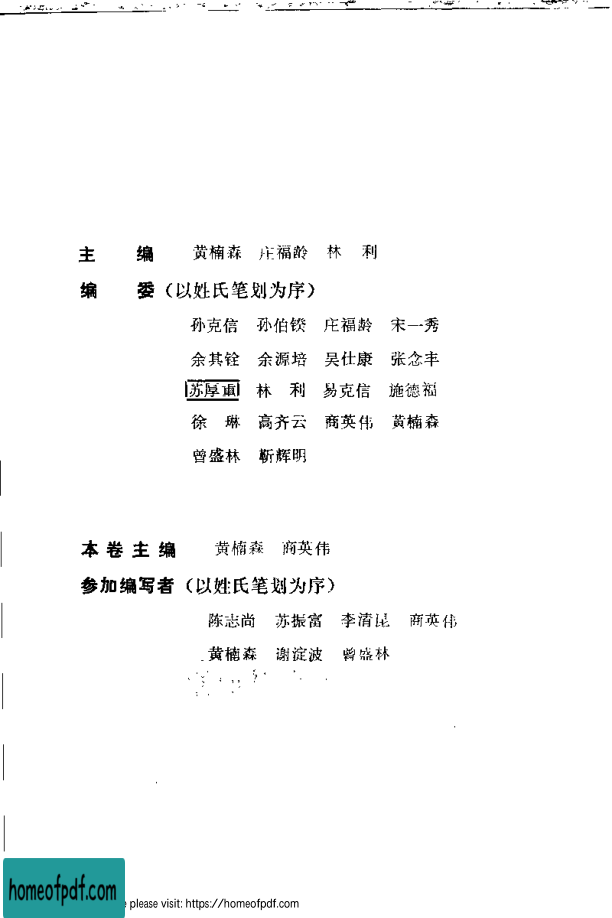 主　　编　　黄楠森　庄福龄　林　利
编　　委（以姓氏笔划为序）
孙克信　孙伯鍨　庄福龄　宋一秀
余其铨　余源培　吴仕康　张念丰
苏厚重　林　利　易克信　施德福
徐　琳　高齐云　商英伟　黄楠森
曾盛林　靳辉明
本卷主编　　黄楠森　商英伟
参加编写者（以姓氏笔划为序）
陈志尚　苏振富　李清昆　商英伟
黄楠森　谢淀波　曾盛林
homeofpdf.com
please visit: https://homeofpdf.com